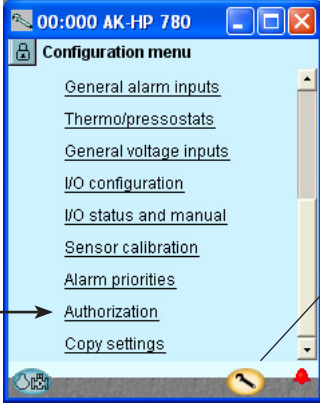 00:000 AK-HP 780
Configuration menu
General alarm inputs
Thermo/pressostats
General voltage inputs
I/O configuration
I/O status and manual
Sensor calibration
Alarm priorities
Authorization
Copy settings